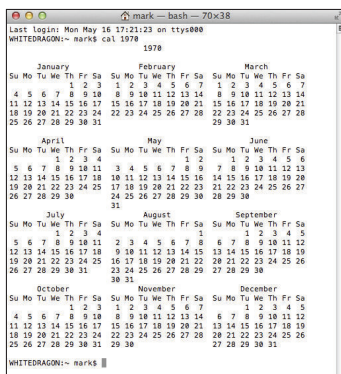 mark — bash — 70×38
Last login: Mon May 16 17:21:23 on ttys000
WHITEDRAGON:~ mark$ cal 1970
1970
January February March
Su Mo Tu We Th Fr Sa Su Mo Tu We Th Fr Sa Su Mo Tu We Th Fr Sa
1 2 3 1 2 3 4 5 6 7 1 2 3 4 5 6 7
4 5 6 7 8 9 10 8 9 10 11 12 13 14 8 9 10 11 12 13 14
11 12 13 14 15 16 17 15 16 17 18 19 20 21 15 16 17 18 19 20 21
18 19 20 21 22 23 24 22 23 24 25 26 27 28 22 23 24 25 26 27 28
25 26 27 28 29 30 31 29 30 31
April May June
Su Mo Tu We Th Fr Sa Su Mo Tu We Th Fr Sa Su Mo Tu We Th Fr Sa
1 2 3 4 1 2 1 2 3 4 5 6
5 6 7 8 9 10 11 3 4 5 6 7 8 9 7 8 9 10 11 12 13
12 13 14 15 16 17 18 10 11 12 13 14 15 16 14 15 16 17 18 19 20
19 20 21 22 23 24 25 17 18 19 20 21 22 23 21 22 23 24 25 26 27
26 27 28 29 30 24 25 26 27 28 29 30 28 29 30
31
July August September
Su Mo Tu We Th Fr Sa Su Mo Tu We Th Fr Sa Su Mo Tu We Th Fr Sa
1 2 3 4 1 1 2 3 4 5
5 6 7 8 9 10 11 2 3 4 5 6 7 8 6 7 8 9 10 11 12
12 13 14 15 16 17 18 9 10 11 12 13 14 15 13 14 15 16 17 18 19
19 20 21 22 23 24 25 16 17 18 19 20 21 22 20 21 22 23 24 25 26
26 27 28 29 30 31 23 24 25 26 27 28 29 27 28 29 30
30 31
October November December
Su Mo Tu We Th Fr Sa Su Mo Tu We Th Fr Sa Su Mo Tu We Th Fr Sa
1 2 3 1 2 3 4 5 6 7 1 2 3 4 5
4 5 6 7 8 9 10 8 9 10 11 12 13 14 6 7 8 9 10 11 12
11 12 13 14 15 16 17 15 16 17 18 19 20 21 13 14 15 16 17 18 19
18 19 20 21 22 23 24 22 23 24 25 26 27 28 20 21 22 23 24 25 26
25 26 27 28 29 30 31 29 30 27 28 29 30 31
WHITEDRAGON:~ mark$